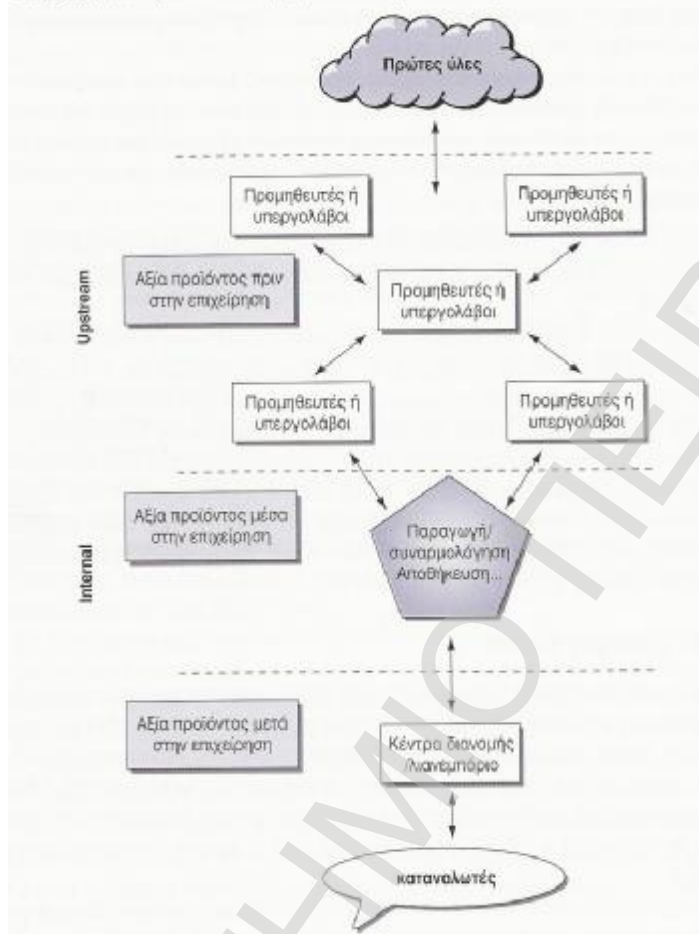 Πρώτες ύλες
Προμηθευτές ή
υπεργολάβοι
Προμηθευτές ή
υπεργολάβοι
Upstream
Αξία προϊόντος πριν
στην επιχείρηση
Προμηθευτές ή
υπεργολάβοι
Προμηθευτές ή
υπεργολάβοι
Προμηθευτές ή
υπεργολάβοι
Internal
Αξία προϊόντος μέσα
στην επιχείρηση
Παραγωγή/
συναρμολόγηση
Αποθήκευση...
Αξία προϊόντος μετά
στην επιχείρηση
Κέντρα διανομής
/λιανεμπόριο
καταναλωτές